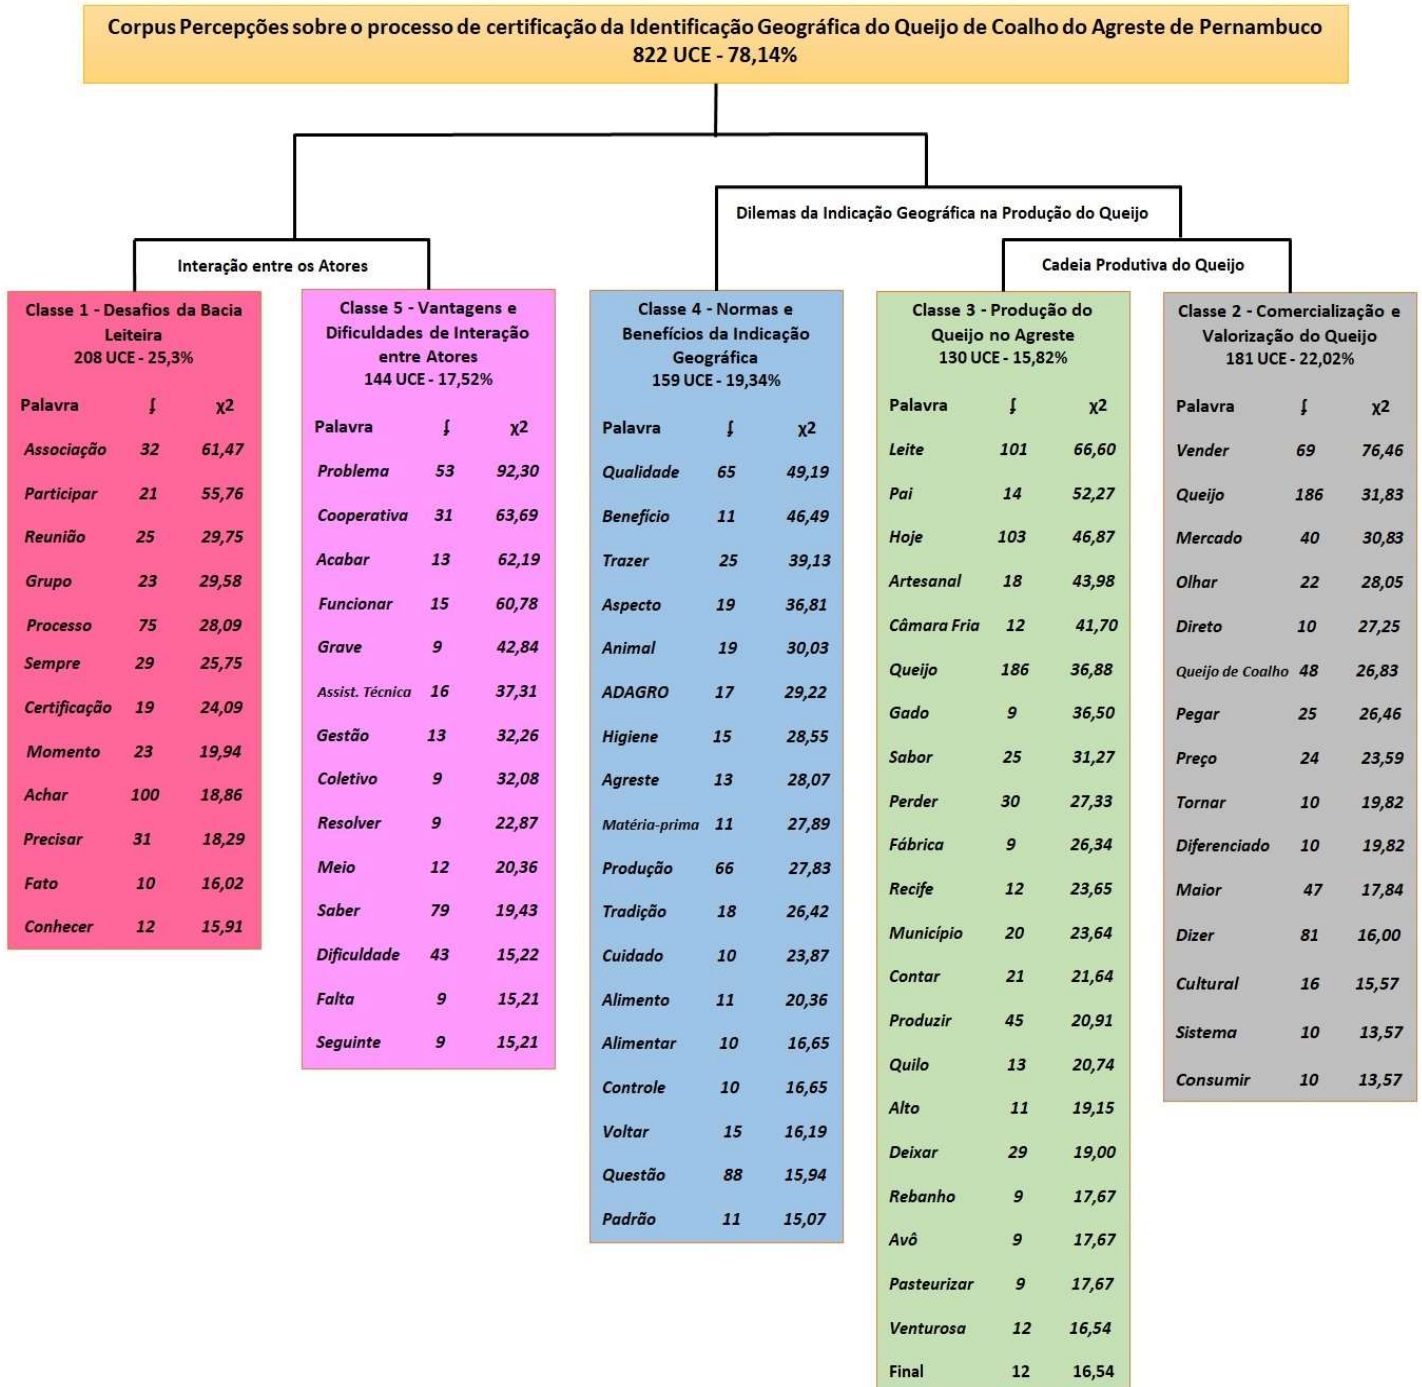 Corpus Percepções sobre o processo de certificação da Identificação Geográfica do Queijo de Coalho do Agreste de Pernambuco
822 UCE - 78,14%
Dilemas da Indicação Geográfica na Produção do Queijo
Interação entre os Atores
Cadeia Produtiva do Queijo
Classe 1 - Desafios da Bacia
Leiteira
208 UCE - 25,3%
Palavra ʄ χ2
Associação 32 61,47
Participar 21 55,76
Reunião 25 29,75
Grupo 23 29,58
Processo 75 28,09
Sempre 29 25,75
Certificação 19 24,09
Momento 23 19,94
Achar 100 18,86
Precisar 31 18,29
Fato 10 16,02
Conhecer 12 15,91
Classe 5 - Vantagens e
Dificuldades de Interação
entre Atores
144 UCE - 17,52%
Palavra ʄ χ2
Problema 53 92,30
Cooperativa 31 63,69
Acabar 13 62,19
Funcionar 15 60,78
Grave 9 42,84
Assist. Técnica 16 37,31
Gestão 13 32,26
Coletivo 9 32,08
Resolver 9 22,87
Meio 12 20,36
Saber 79 19,43
Dificuldade 43 15,22
Falta 9 15,21
Seguinte 9 15,21
Classe 4 - Normas e
Benefícios da Indicação
Geográfica
159 UCE - 19,34%
Palavra ʄ χ2
Qualidade 65 49,19
Benefício 11 46,49
Trazer 25 39,13
Aspecto 19 36,81
Animal 19 30,03
ADAGRO 17 29,22
Higiene 15 28,55
Agreste 13 28,07
Matéria-prima 11 27,89
Produção 66 27,83
Tradição 18 26,42
Cuidado 10 23,87
Alimento 11 20,36
Alimentar 10 16,65
Controle 10 16,65
Voltar 15 16,19
Questão 88 15,94
Padrão 11 15,07
Classe 3 - Produção do
Queijo no Agreste
130 UCE - 15,82%
Palavra ʄ χ2
Leite 101 66,60
Pai 14 52,27
Hoje 103 46,87
Artesanal 18 43,98
Câmara Fria 12 41,70
Queijo 186 36,88
Gado 9 36,50
Sabor 25 31,27
Perder 30 27,33
Fábrica 9 26,34
Recife 12 23,65
Município 20 23,64
Contar 21 21,64
Produzir 45 20,91
Quilo 13 20,74
Alto 11 19,15
Deixar 29 19,00
Rebanho 9 17,67
Avô 9 17,67
Pasteurizar 9 17,67
Venturosa 12 16,54
Final 12 16,54
Classe 2 - Comercialização e
Valorização do Queijo
181 UCE - 22,02%
Palavra ʄ χ2
Vender 69 76,46
Queijo 186 31,83
Mercado 40 30,83
Olhar 22 28,05
Direto 10 27,25
Queijo de Coalho 48 26,83
Pegar 25 26,46
Preço 24 23,59
Tornar 10 19,82
Diferenciado 10 19,82
Maior 47 17,84
Dizer 81 16,00
Cultural 16 15,57
Sistema 10 13,57
Consumir 10 13,57